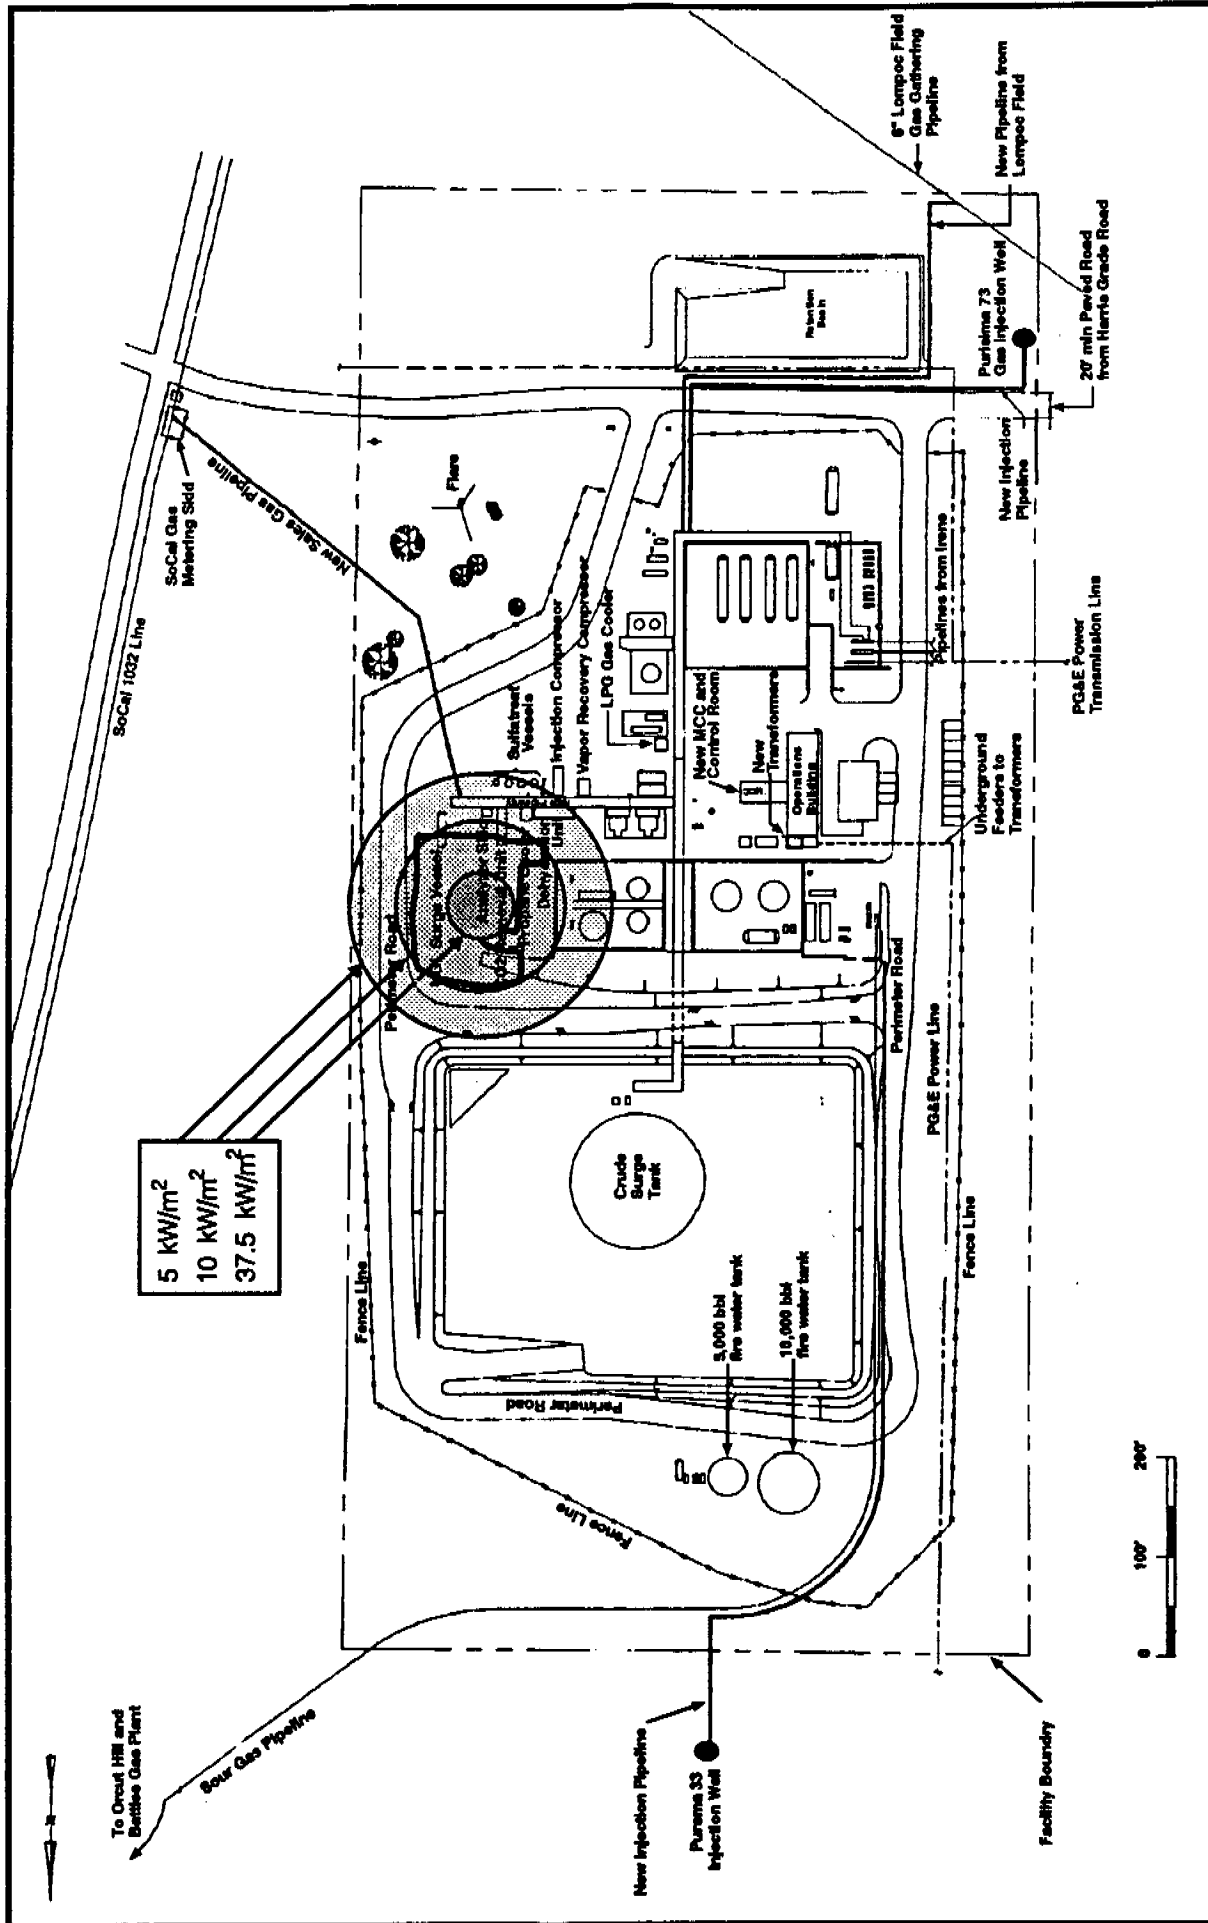 To Orcut Hill and
Battles Gas Plant
Sour Gas Pipeline
5 kW/m²
10 kW/m²
37.5 kW/m²
SoCal 1032 Line
SoCal Gas
Metering Skid
New Sales Gas Pipeline
Flare
Fence Line
Perimeter Road
Surge Vessel
Sulfatreat
Vessels
Injection Compressor
Vapor Recovery Compressor
LPG Gas Cooler
Fence Line
Perimeter Road
Crude
Surge
Tank
5,000 bbl
fire water tank
10,000 bbl
fire water tank
New MCC and
Control Room
New
Transformers
Operations
Building
Retention
Basin
6" Lompoc Field
Gas Gathering
Pipeline
New Pipeline from
Lompoc Field
Purisima 73
Gas Injection Well
20' min Paved Road
from Harris Grade Road
New Injection
Pipeline
Pipelines from Irene
PG&E Power
Transmission Line
Underground
Feeders to
Transformers
Perimeter Road
PG&E Power Line
Fence Line
New Injection Pipeline
Purama 33
Injection Well
Facility Boundry
0 100' 200'